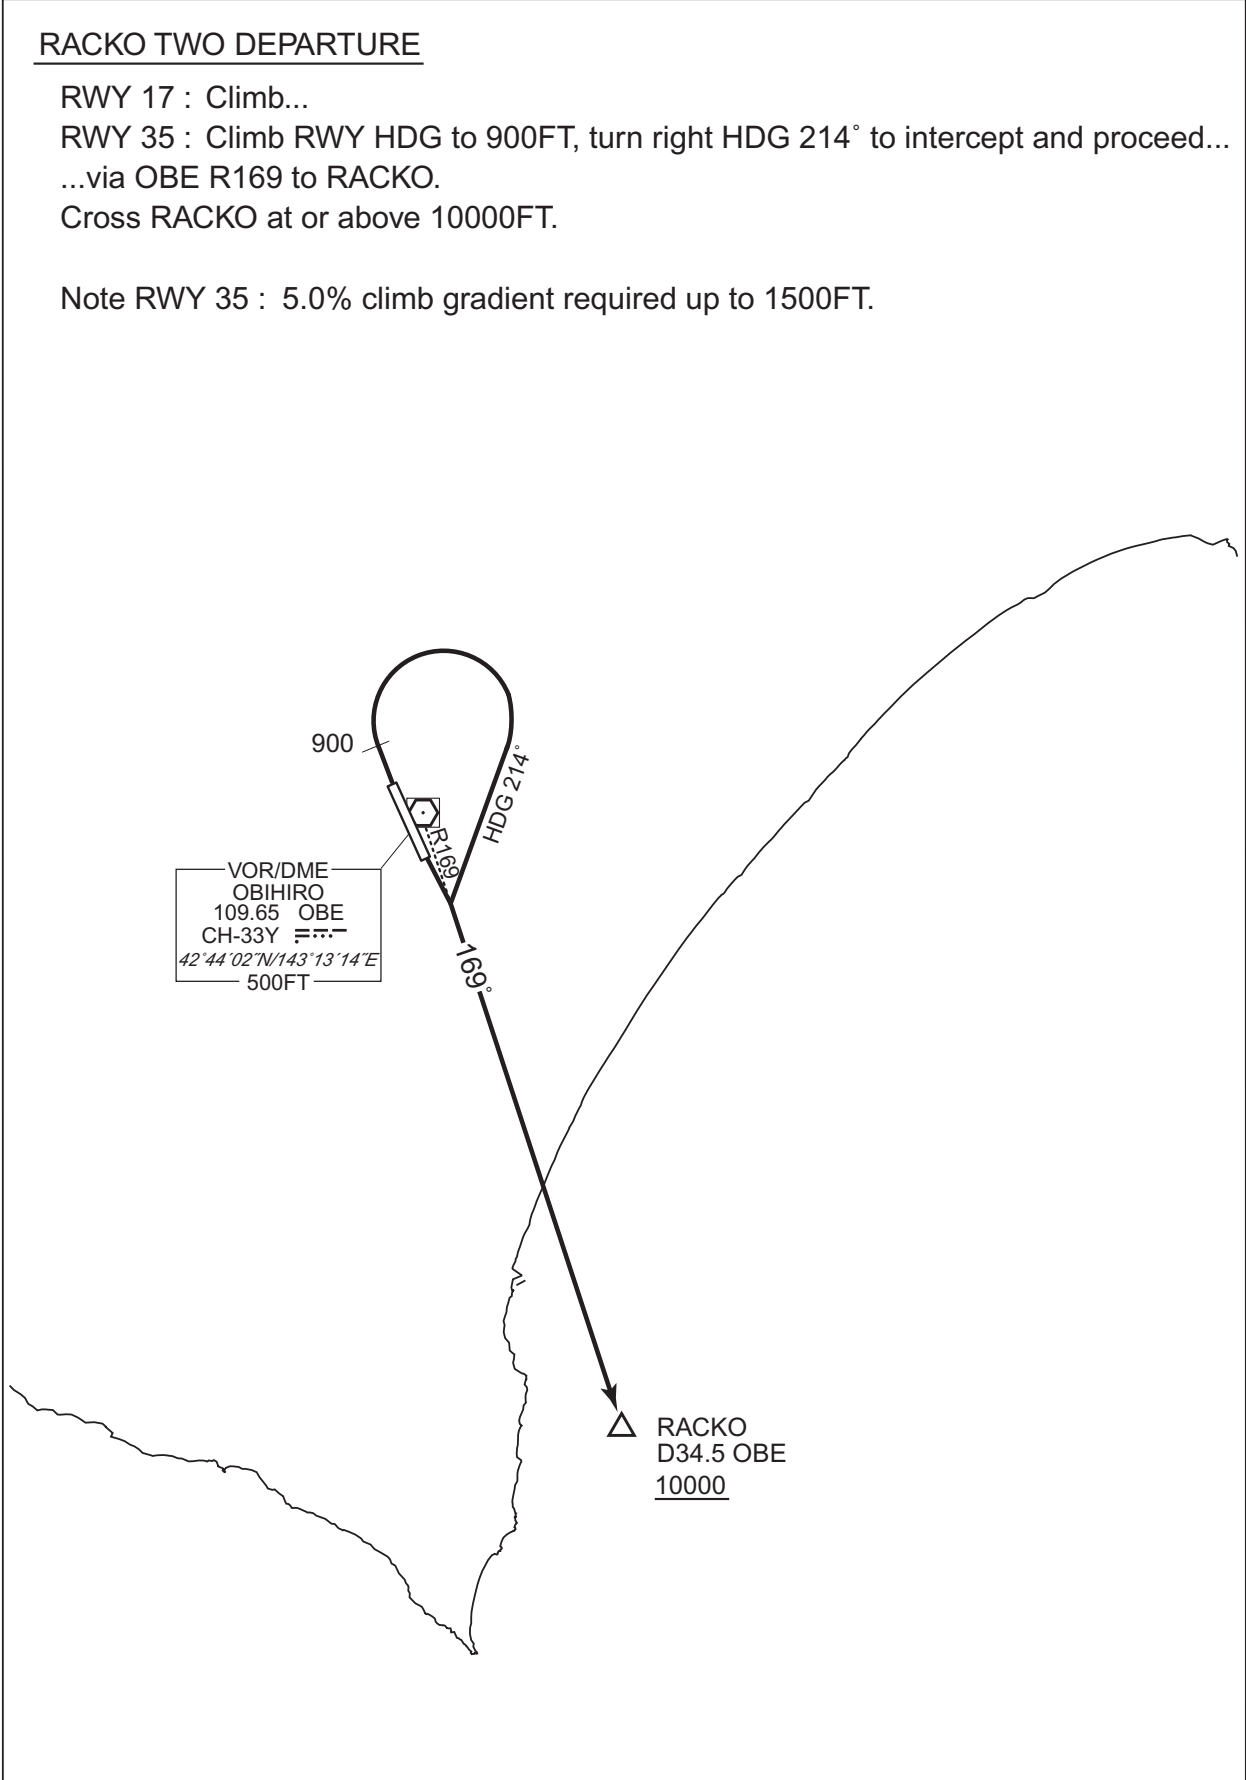 RACKO TWO DEPARTURE
RWY 17 : Climb...
RWY 35 : Climb RWY HDG to 900FT, turn right HDG 214˚ to intercept and proceed...
...via OBE R169 to RACKO.
Cross RACKO at or above 10000FT.
Note RWY 35 : 5.0% climb gradient required up to 1500FT.
900
HDG 214˚
R169
VOR/DME
OBIHIRO
109.65 OBE
CH-33Y
42˚44´02˝N/143˚13´14˝E
500FT
169˚
RACKO
D34.5 OBE
10000